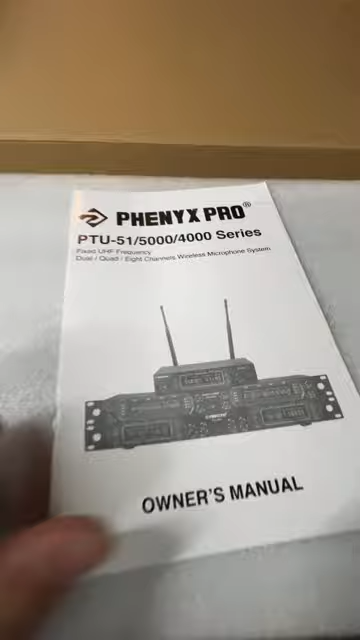 PHENYX PRO®
PTU-51/5000/4000 Series
Fixed UHF Frequency
Dual / Quad / Eight Channels Wireless Microphone System
OWNER'S MANUAL